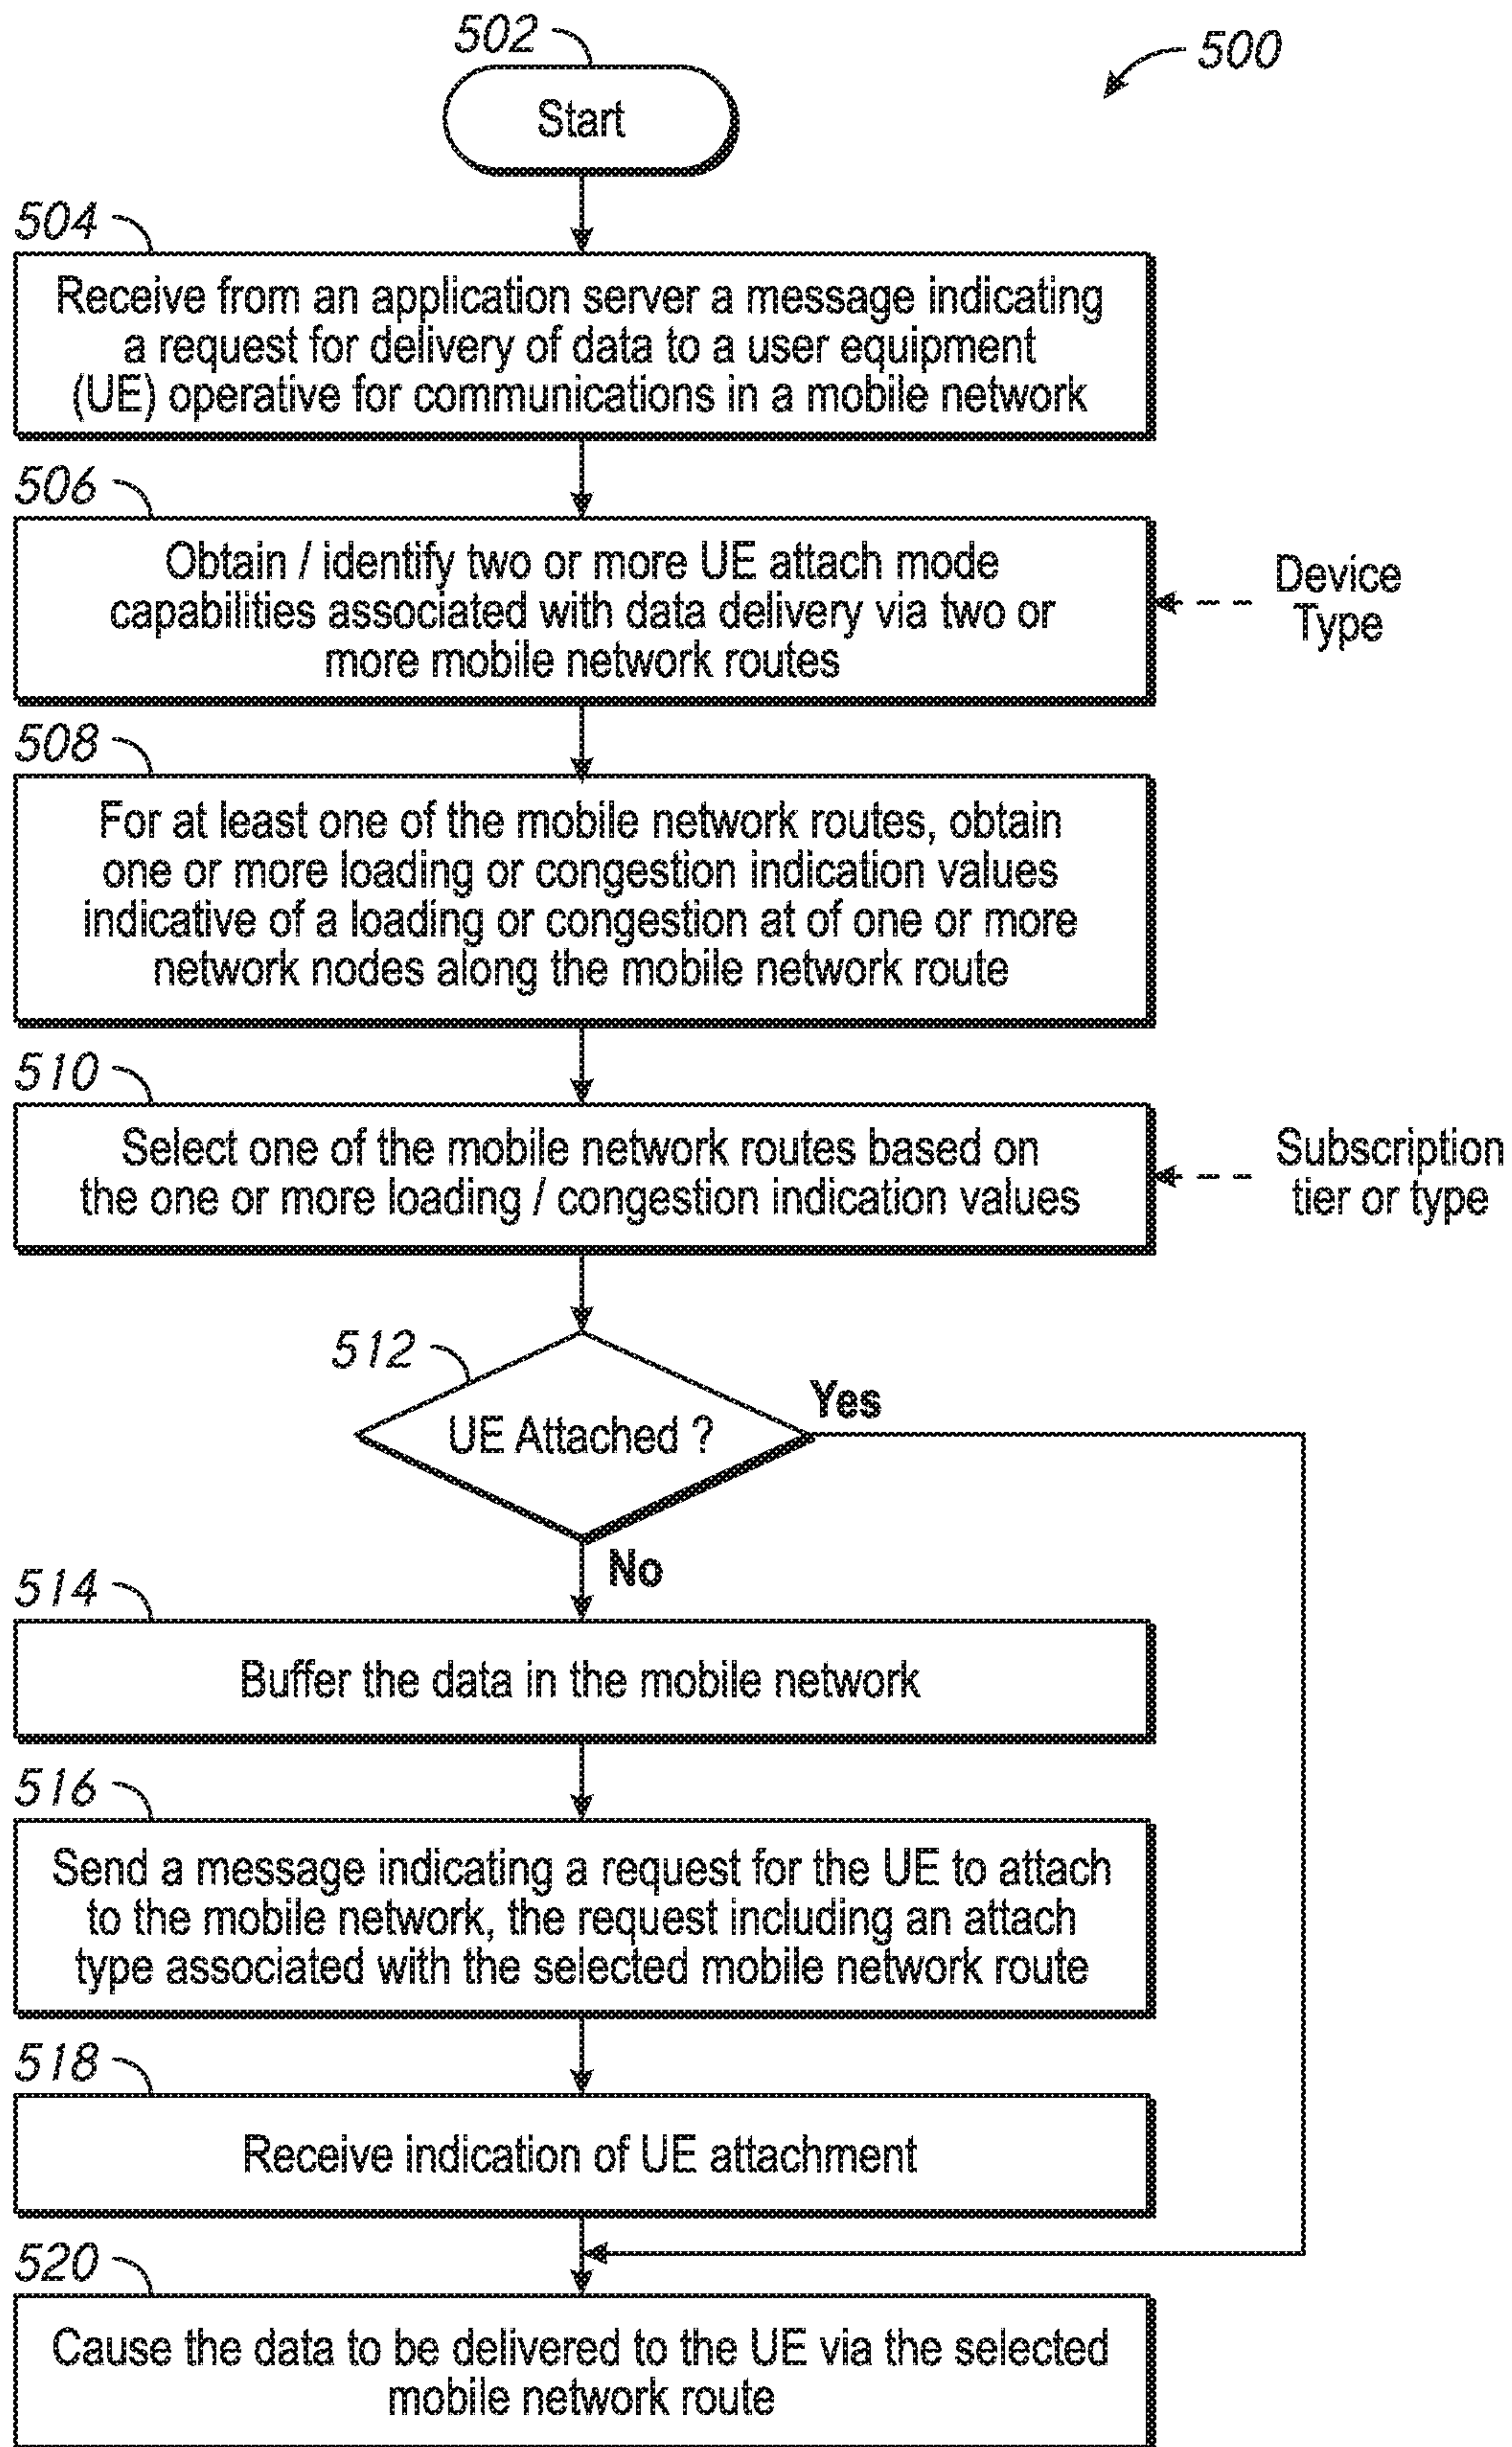 502
500
Start
504
Receive from an application server a message indicating
a request for delivery of data to a user equipment
(UE) operative for communications in a mobile network
506
Obtain / identify two or more UE attach mode
capabilities associated with data delivery via two or
more mobile network routes
Device
Type
508
For at least one of the mobile network routes, obtain
one or more loading or congestion indication values
indicative of a loading or congestion at of one or more
network nodes along the mobile network route
510
Select one of the mobile network routes based on
the one or more loading / congestion indication values
Subscription
tier or type
512
UE Attached ?
Yes
No
514
Buffer the data in the mobile network
516
Send a message indicating a request for the UE to attach
to the mobile network, the request including an attach
type associated with the selected mobile network route
518
Receive indication of UE attachment
520
Cause the data to be delivered to the UE via the selected
mobile network route